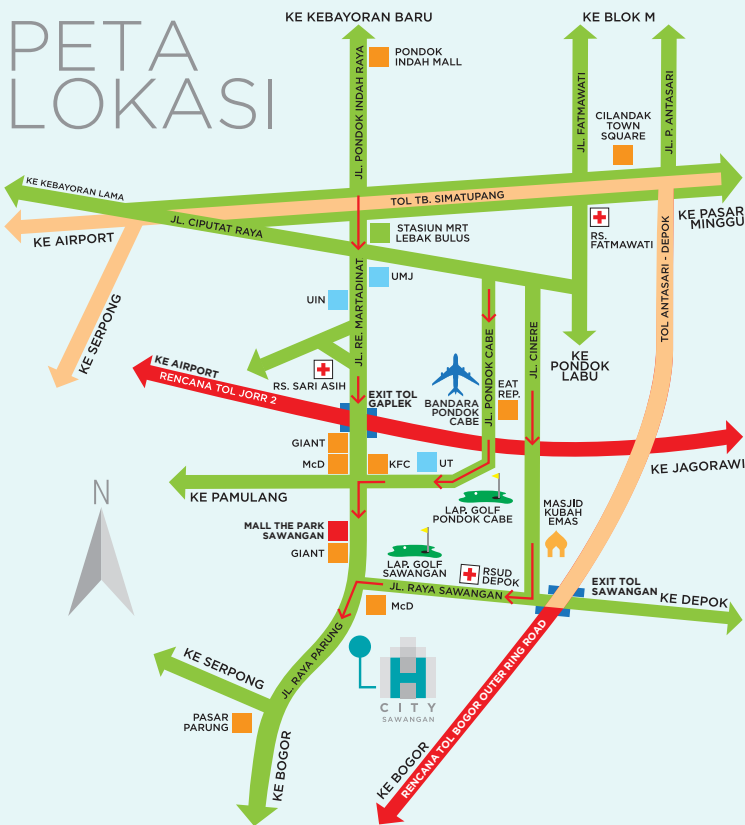 PETA
LOKASI
KE KEBAYORAN BARU
KE BLOK M
PONDOK
INDAH MALL
JL. PONDOK INDAH RAYA
JL. FATMAWATI
JL. P. ANTASARI
CILANDAK
TOWN
SQUARE
KE KEBAYORAN LAMA
TOL TB. SIMATUPANG
KE AIRPORT
JL. CIPUTAT RAYA
STASIUN MRT
LEBAK BULUS
RS.
FATMAWATI
KE PASAR
MINGGU
UMJ
UIN
JL. RE. MARTADINAT
TOL ANTASARI - DEPOK
KE SERPONG
JL. PONDOK CABE
JL. CINERE
KE
PONDOK
LABU
KE AIRPORT
RENCANA TOL JORR 2
RS. SARI ASIH
EXIT TOL
GAPLEK
BANDARA
PONDOK
CABE
EAT
REP.
GIANT
McD
KFC
UT
KE JAGORAWI
KE PAMULANG
N
LAP. GOLF
PONDOK CABE
MASJID
KUBAH
EMAS
MALL THE PARK
SAWANGAN
GIANT
LAP. GOLF
SAWANGAN
RSUD
DEPOK
EXIT TOL
SAWANGAN
JL. RAYA SAWANGAN
KE DEPOK
McD
JL. RAYA PARUNG
H
CITY
SAWANGAN
KE SERPONG
PASAR
PARUNG
KE BOGOR
KE BOGOR
RENCANA TOL BOGOR OUTER RING ROAD